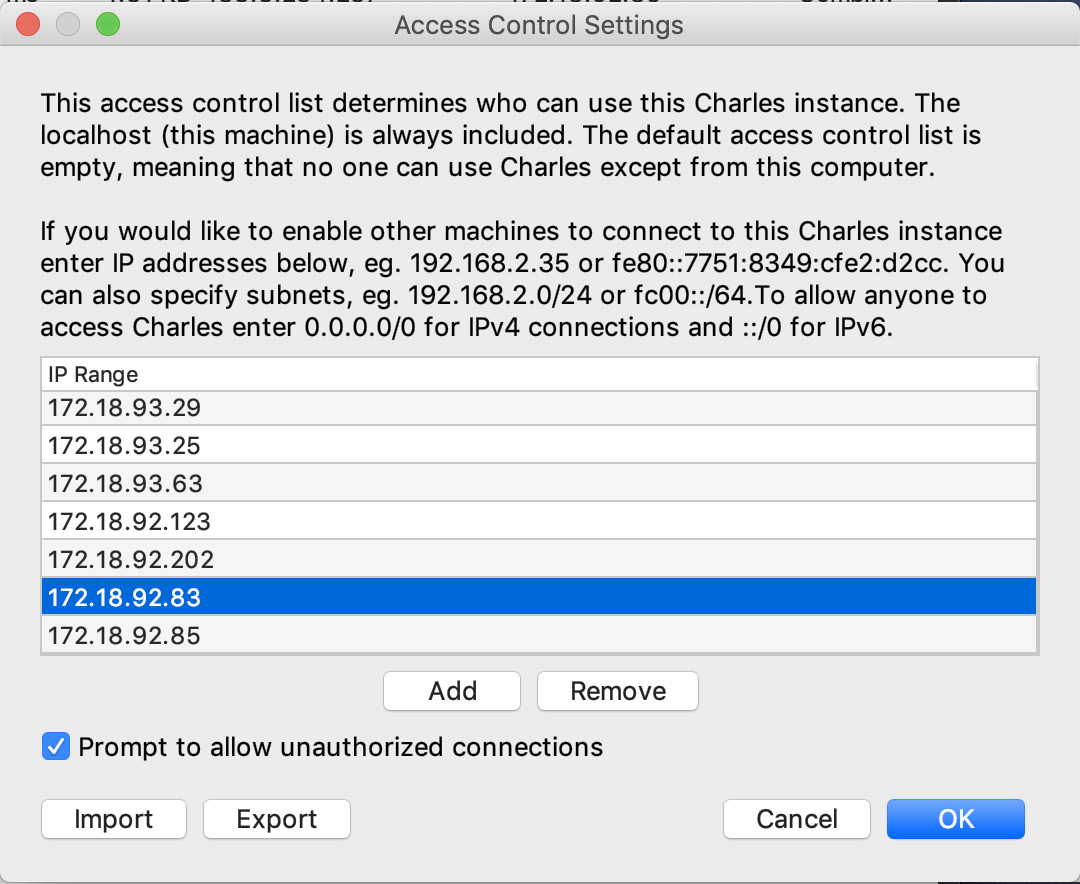 Access Control Settings
This access control list determines who can use this Charles instance. The
localhost (this machine) is always included. The default access control list is
empty, meaning that no one can use Charles except from this computer.
If you would like to enable other machines to connect to this Charles instance
enter IP addresses below, eg. 192.168.2.35 or fe80::7751:8349:cfe2:d2cc. You
can also specify subnets, eg. 192.168.2.0/24 or fc00::/64.To allow anyone to
access Charles enter 0.0.0.0/0 for IPv4 connections and ::/0 for IPv6.
IP Range
172.18.93.29
172.18.93.25
172.18.93.63
172.18.92.123
172.18.92.202
172.18.92.83
172.18.92.85
Add Remove
Prompt to allow unauthorized connections
Import Export Cancel OK